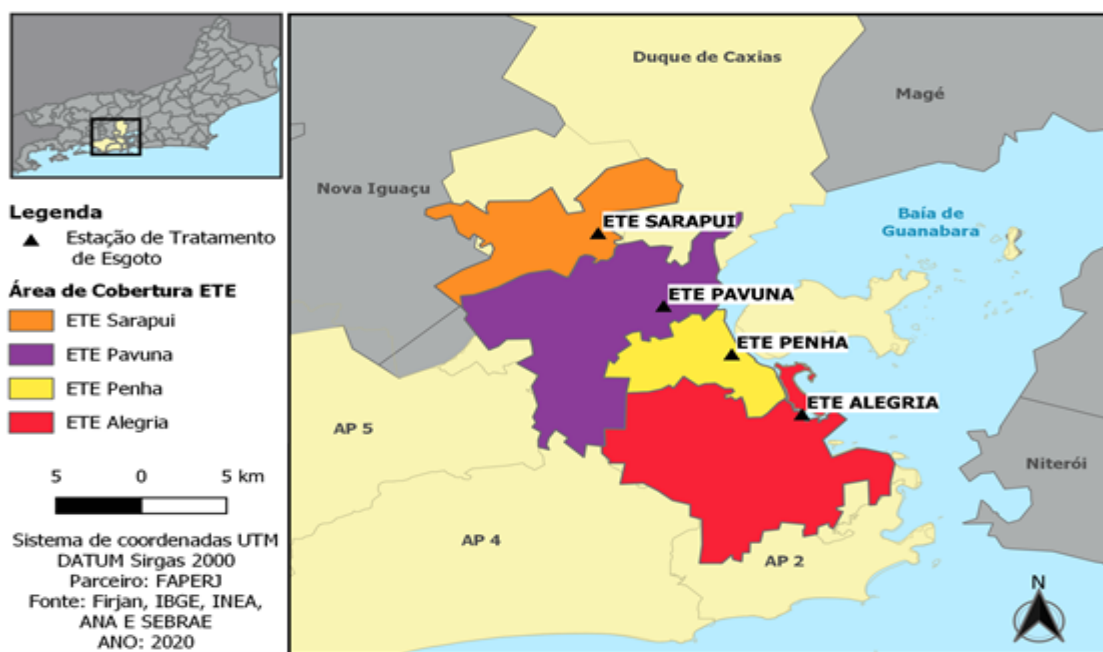 Legenda
Estação de Tratamento
de Esgoto
Área de Cobertura ETE
ETE Sarapui
ETE Pavuna
ETE Penha
ETE Alegria
5 0 5 km
Sistema de coordenadas UTM
DATUM Sirgas 2000
Parceiro: FAPERJ
Fonte: Firjan, IBGE, INEA,
ANA E SEBRAE
ANO: 2020
Duque de Caxias
Magé
Nova Iguaçu
Baía de
Guanabara
ETE SARAPUI
ETE PAVUNA
ETE PENHA
ETE ALEGRIA
AP 5
Niterói
AP 4
AP 2
N